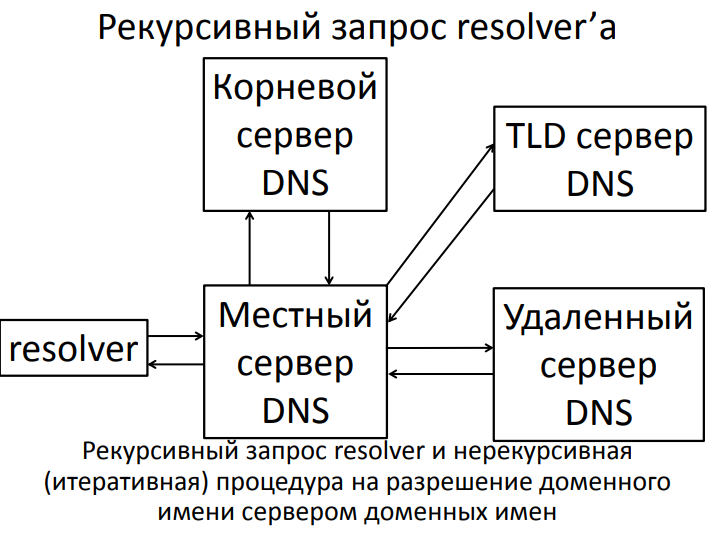 Рекурсивный запрос resolver’а
Корневой
сервер
DNS
TLD сервер
DNS
resolver
Местный
сервер
DNS
Удаленный
сервер
DNS
Рекурсивный запрос resolver и нерекурсивная
(итеративная) процедура на разрешение доменного
имени сервером доменных имен